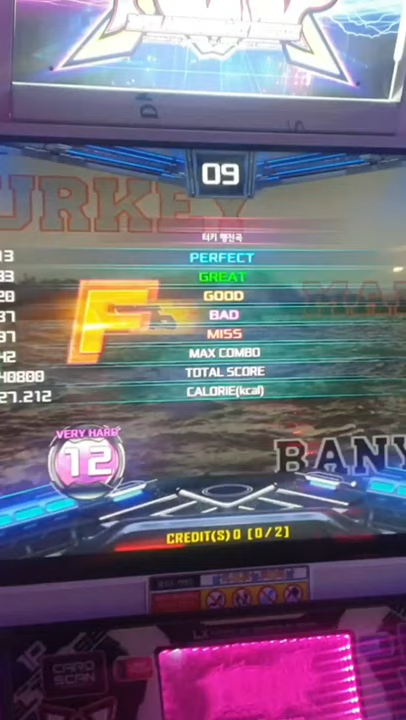 09
URKEY
터키 행진곡
13 PERFECT
33 GREAT
20 GOOD
37 BAD
37 MISS
42 MAX COMBO
40800 TOTAL SCORE
27.212 CALORIE(kcal)
F
VERY HARD
12
BANY
CREDIT(S) 0 [0/2]
CARD
SCAN